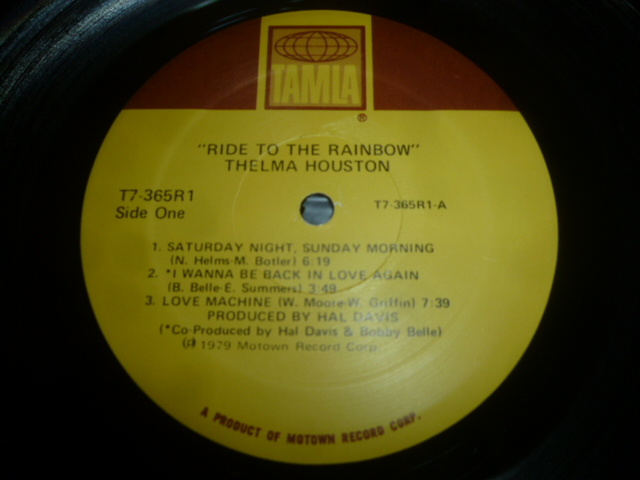 TAMLA
®
"RIDE TO THE RAINBOW"
THELMA HOUSTON
T7-365R1
Side One
T7-365R1-A
1. SATURDAY NIGHT, SUNDAY MORNING
(N. Helms-M. Botler) 6:19
2. *I WANNA BE BACK IN LOVE AGAIN
(B. Belle-E. Summers) 3:49
3. LOVE MACHINE (W. Moore-W. Griffin) 7:39
PRODUCED BY HAL DAVIS
(*Co-Produced by Hal Davis & Bobby Belle)
℗ 1979 Motown Record Corp.
A PRODUCT OF MOTOWN RECORD CORP.